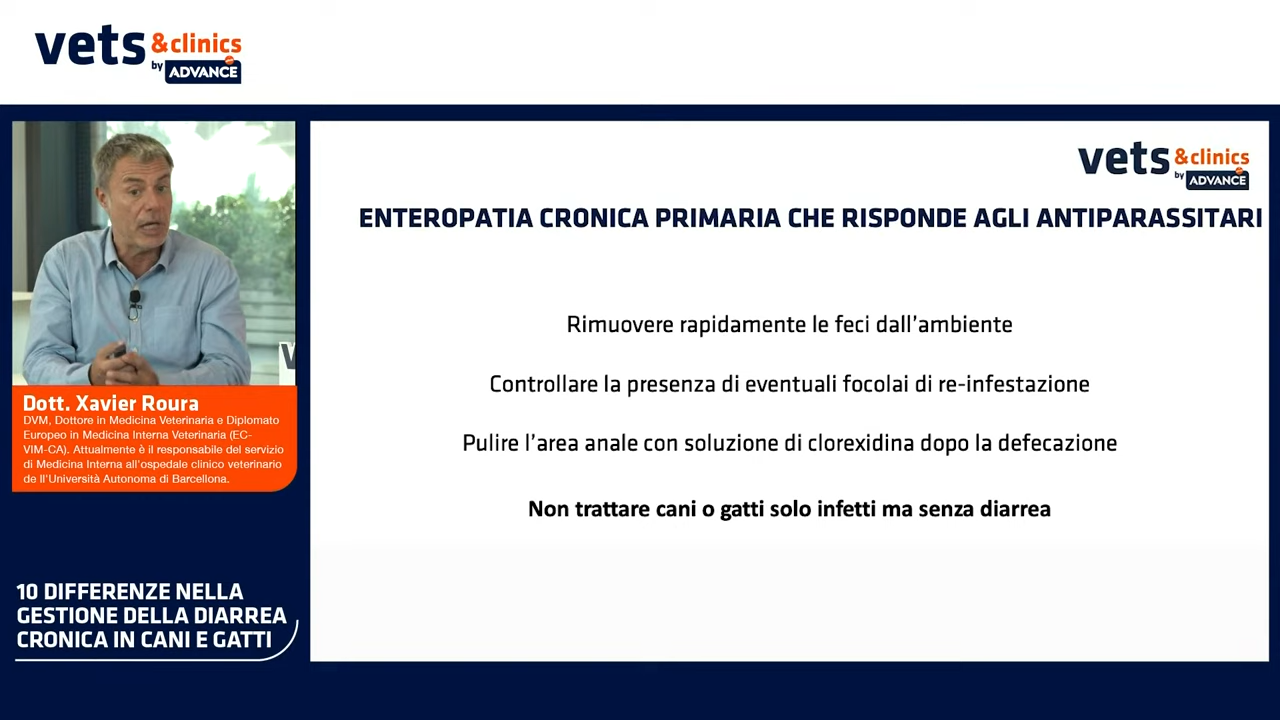 vets &clinics
by ADVANCE
vets &clinics
by ADVANCE
ENTEROPATIA CRONICA PRIMARIA CHE RISPONDE AGLI ANTIPARASSITARI
Rimuovere rapidamente le feci dall'ambiente
Controllare la presenza di eventuali focolai di re-infestazione
Pulire l'area anale con soluzione di clorexidina dopo la defecazione
Non trattare cani o gatti solo infetti ma senza diarrea
Dott. Xavier Roura
DVM, Dottore in Medicina Veterinaria e Diplomato
Europeo in Medicina Interna Veterinaria (EC-
VIM-CA). Attualmente è il responsabile del servizio
di Medicina Interna all'ospedale clinico veterinario
de ll'Università Autonoma di Barcellona.
10 DIFFERENZE NELLA
GESTIONE DELLA DIARREA
CRONICA IN CANI E GATTI